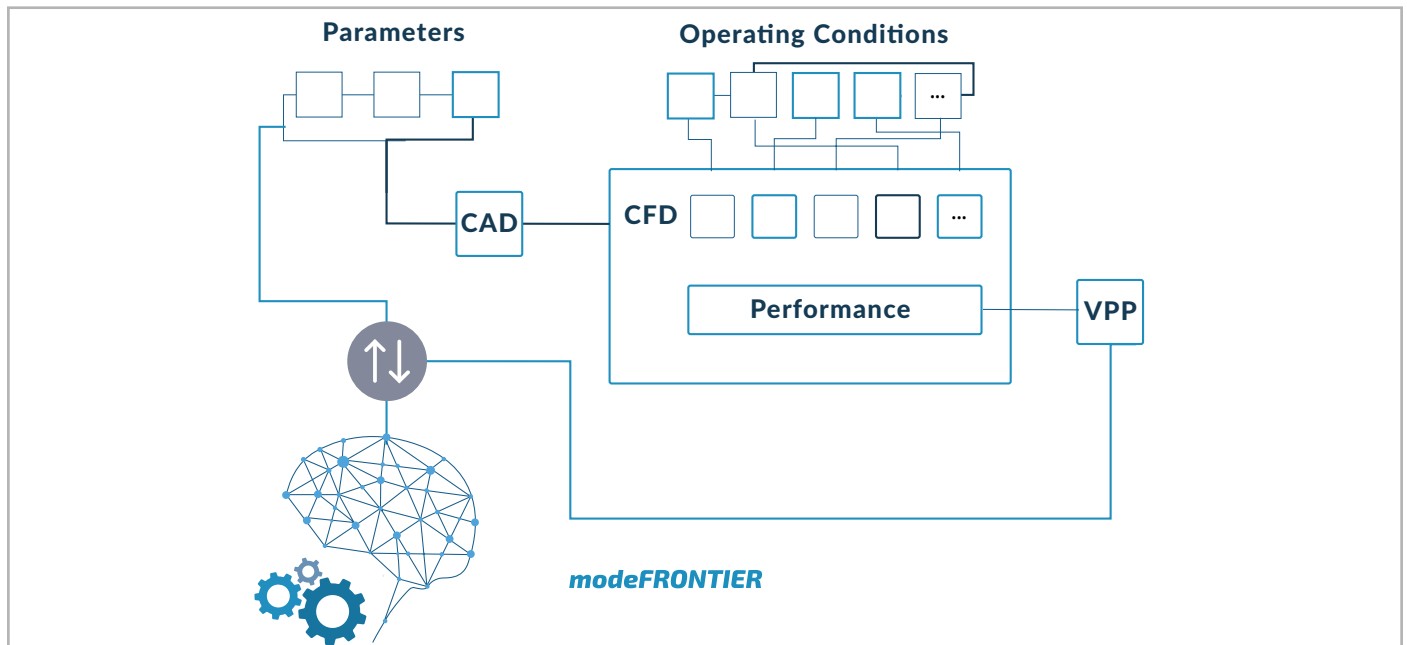 Parameters
Operating Conditions
...
CFD
...
CAD
Performance
VPP
modeFRONTIER